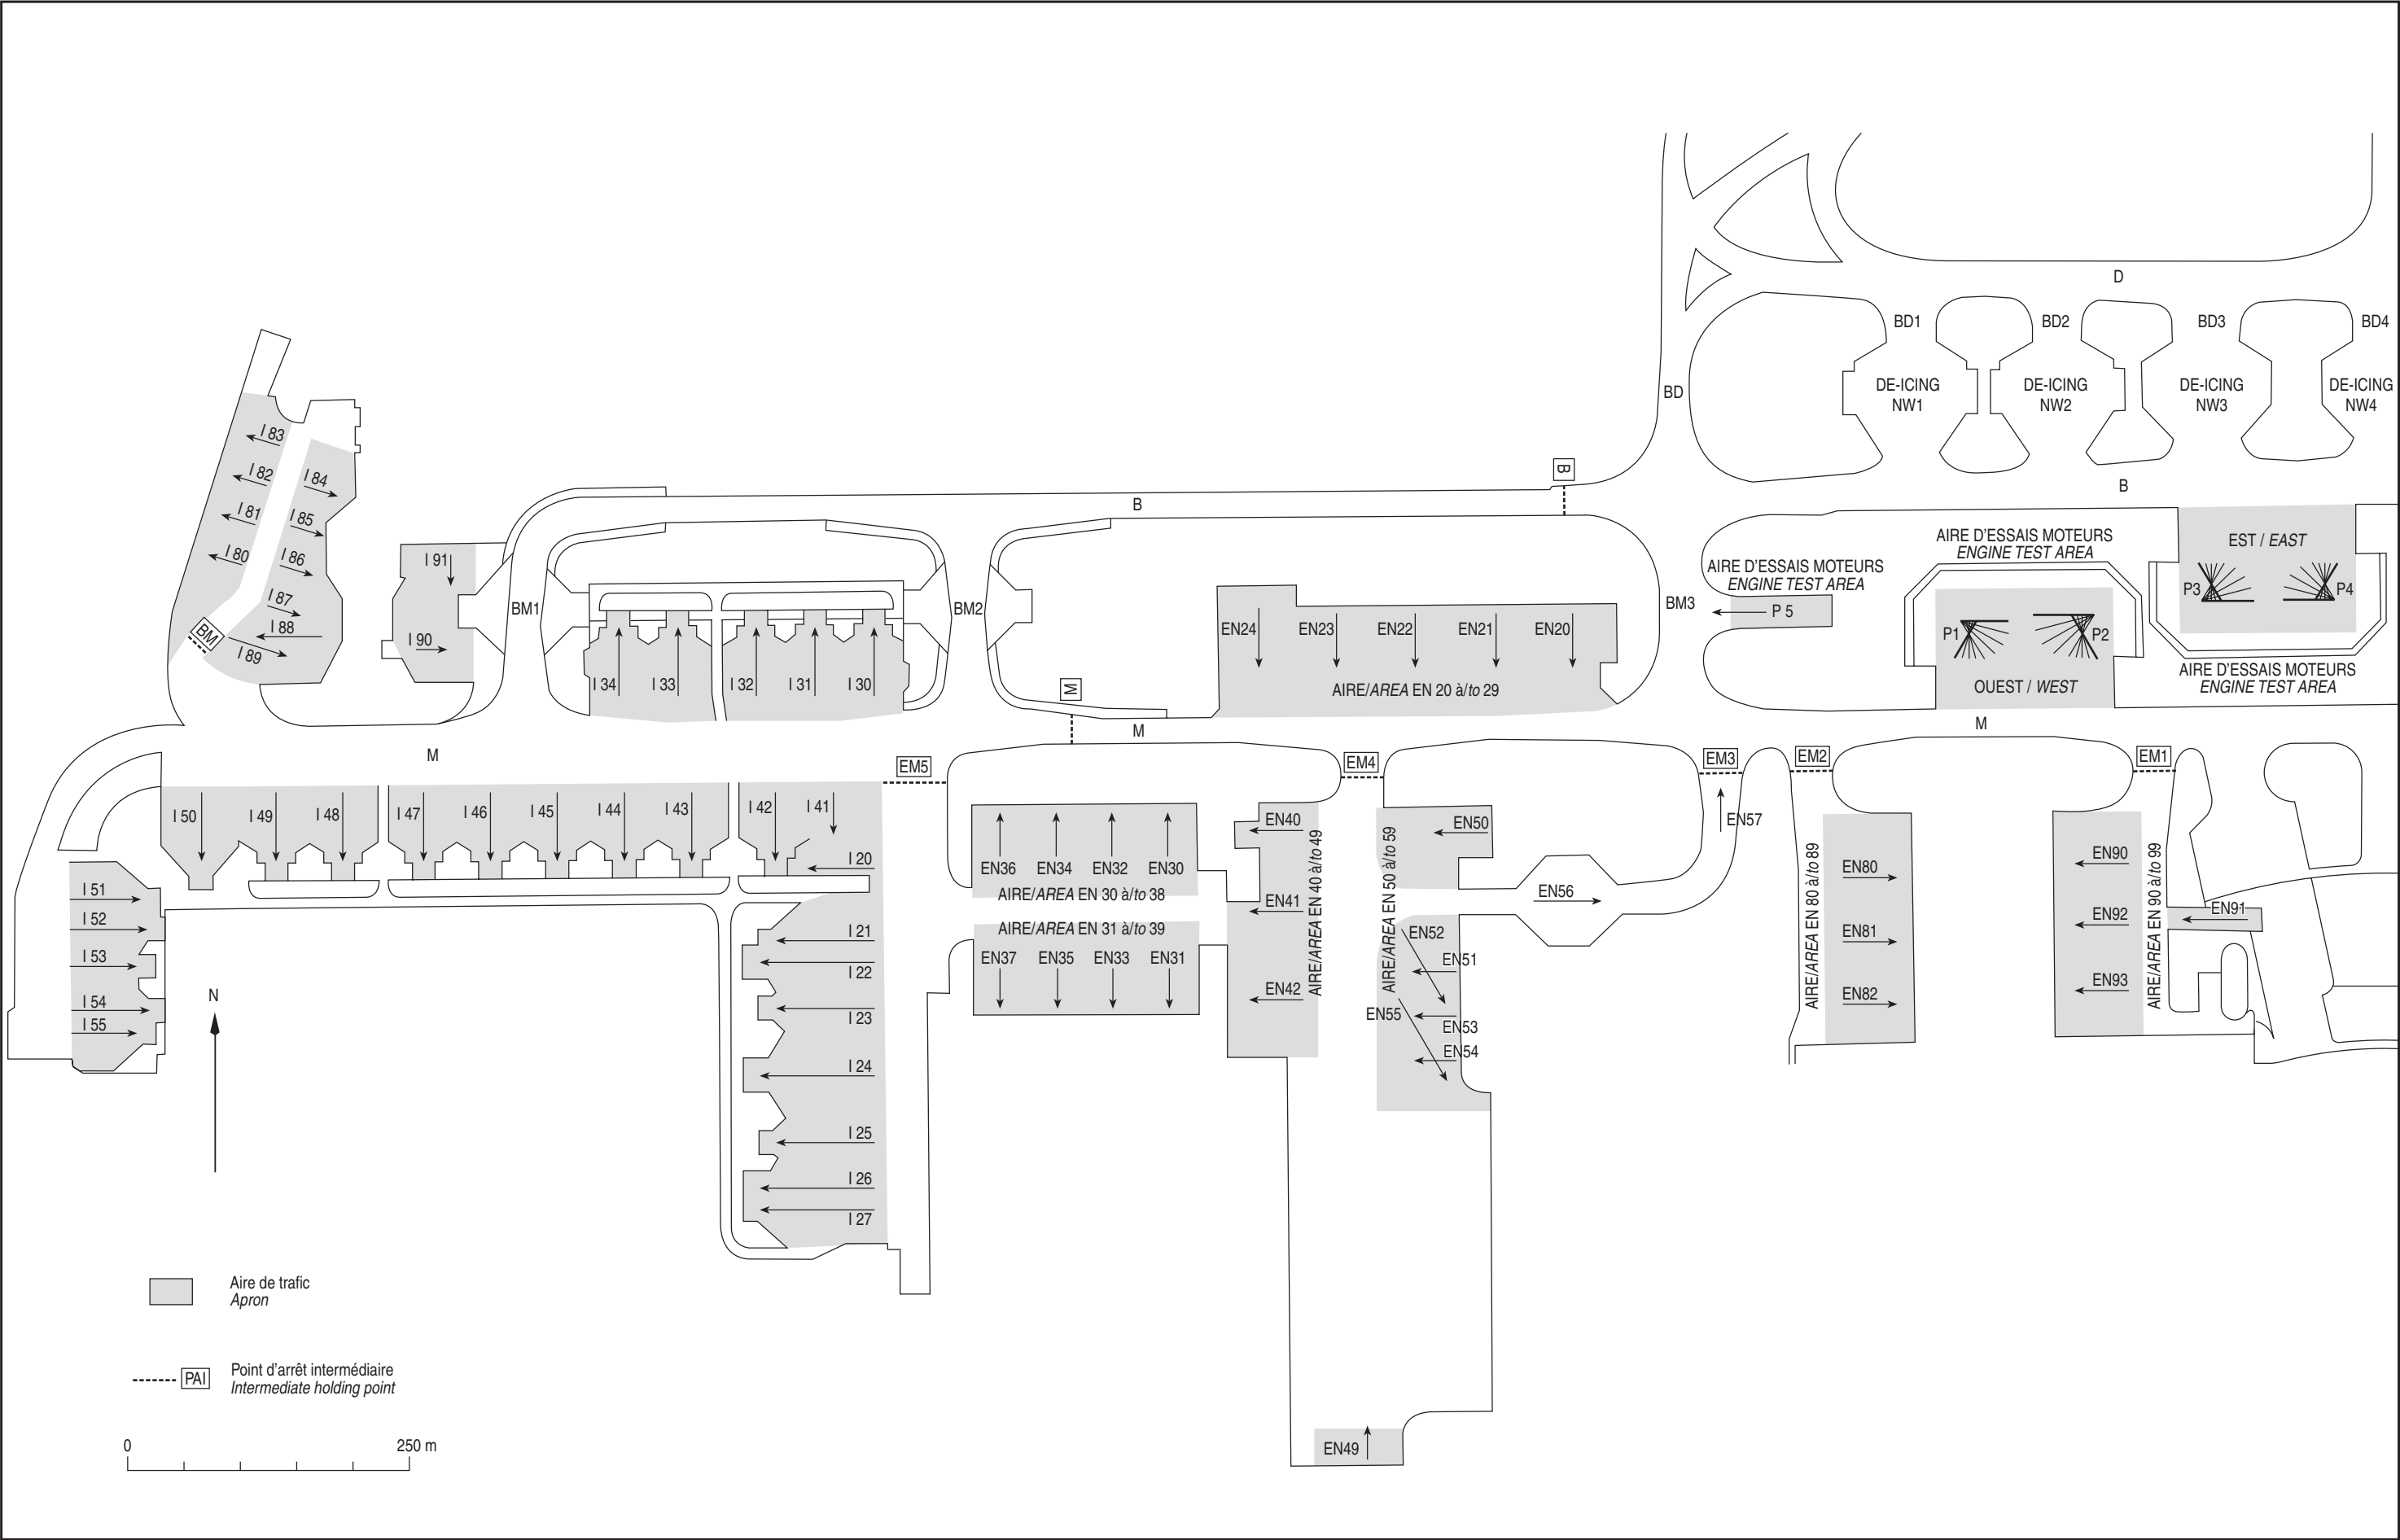 D
BD1
BD2
BD3
BD4
DE-ICING
NW1
DE-ICING
NW2
DE-ICING
NW3
DE-ICING
NW4
BD
B
B
B
I 83
I 82
I 81
I 80
I 84
I 85
I 86
I 87
I 88
I 89
BM
I 91
I 90
BM1
I 34
I 33
I 32
I 31
I 30
BM2
M
EN24
EN23
EN22
EN21
EN20
AIRE/AREA EN 20 à/to 29
BM3
AIRE D'ESSAIS MOTEURS
ENGINE TEST AREA
P 5
AIRE D'ESSAIS MOTEURS
ENGINE TEST AREA
P1
P2
OUEST / WEST
EST / EAST
P3
P4
AIRE D'ESSAIS MOTEURS
ENGINE TEST AREA
M
M
M
EM5
EM4
EM3
EM2
EM1
I 50
I 49
I 48
I 47
I 46
I 45
I 44
I 43
I 42
I 41
I 20
I 51
I 52
I 53
I 54
I 55
I 21
I 22
I 23
I 24
I 25
I 26
I 27
EN36
EN34
EN32
EN30
AIRE/AREA EN 30 à/to 38
AIRE/AREA EN 31 à/to 39
EN37
EN35
EN33
EN31
EN40
EN41
EN42
AIRE/AREA EN 40 à/to 49
AIRE/AREA EN 50 à/to 59
EN50
EN52
EN51
EN55
EN53
EN54
EN56
EN57
AIRE/AREA EN 80 à/to 89
EN80
EN81
EN82
EN90
EN92
EN93
AIRE/AREA EN 90 à/to 99
EN91
EN49
N
Aire de trafic
Apron
PAI
Point d'arrêt intermédiaire
Intermediate holding point
0
250 m